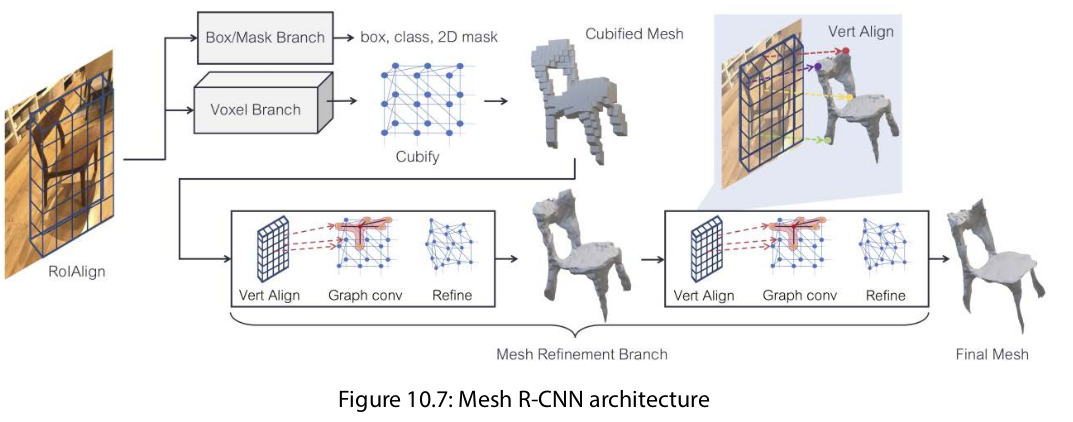 Box/Mask Branch
box, class, 2D mask
Cubified Mesh
Vert Align
Voxel Branch
Cubify
RoIAlign
Vert Align
Graph conv
Refine
Vert Align
Graph conv
Refine
Mesh Refinement Branch
Final Mesh
Figure 10.7: Mesh R-CNN architecture